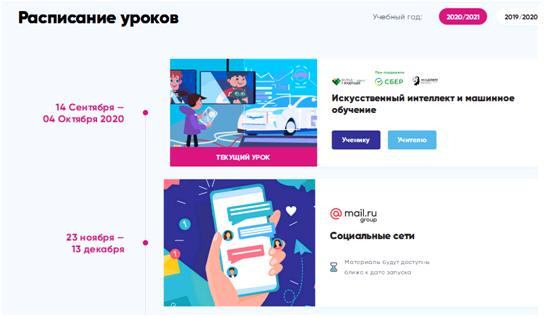 Расписание уроков
Учебный год:
2020/2021
2019/2020
14 Сентября —
04 Октября 2020
ТЕКУЩИЙ УРОК
При поддержке
СБЕР
Искусственный интеллект и машинное
обучение
Ученику
Учителю
23 ноября —
13 декабря
@mail.ru
group
Социальные сети
Материалы будут доступны
ближе к дате запуска